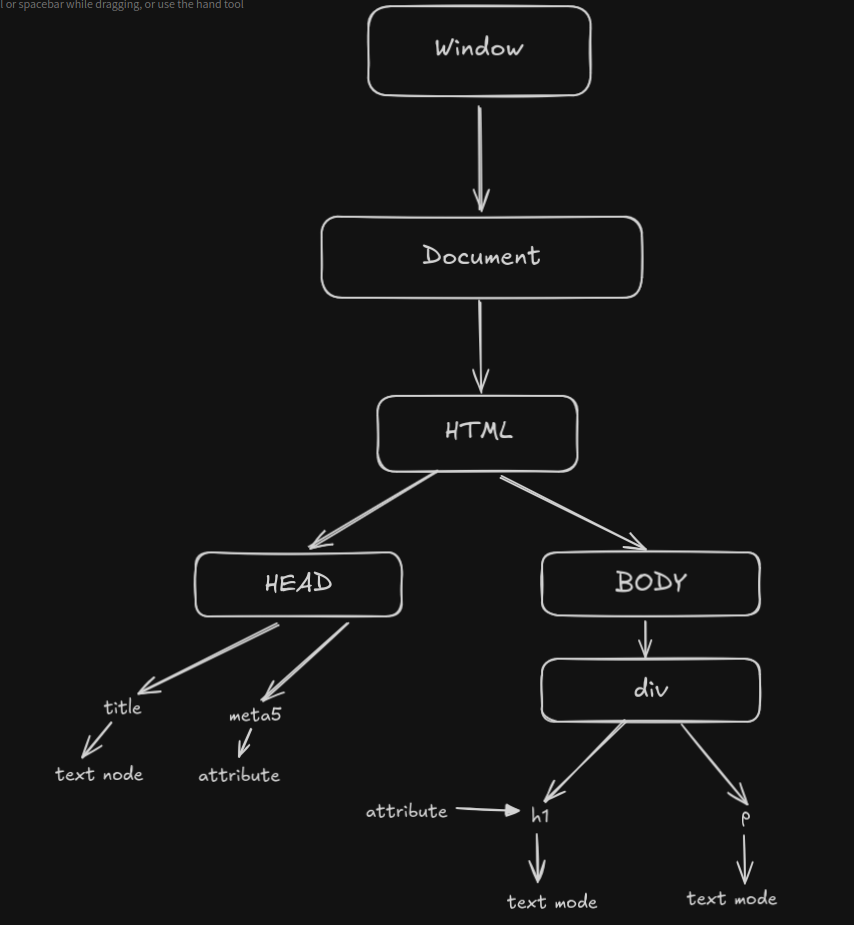 l or spacebar while dragging, or use the hand tool
Window
Document
HTML
HEAD
BODY
div
title
meta5
text node
attribute
attribute
h1
p
text mode
text mode